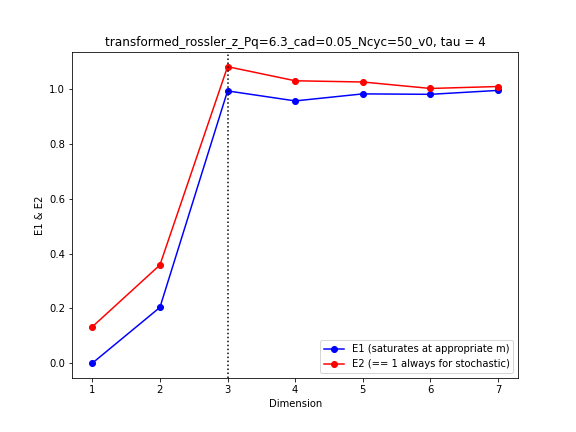 transformed_rossler_z_Pq=6.3_cad=0.05_Ncyc=50_v0, tau = 4
E1 & E2
1.0
0.8
0.6
0.4
0.2
0.0
E1 (saturates at appropriate m)
E2 (== 1 always for stochastic)
1 2 3 4 5 6 7
Dimension